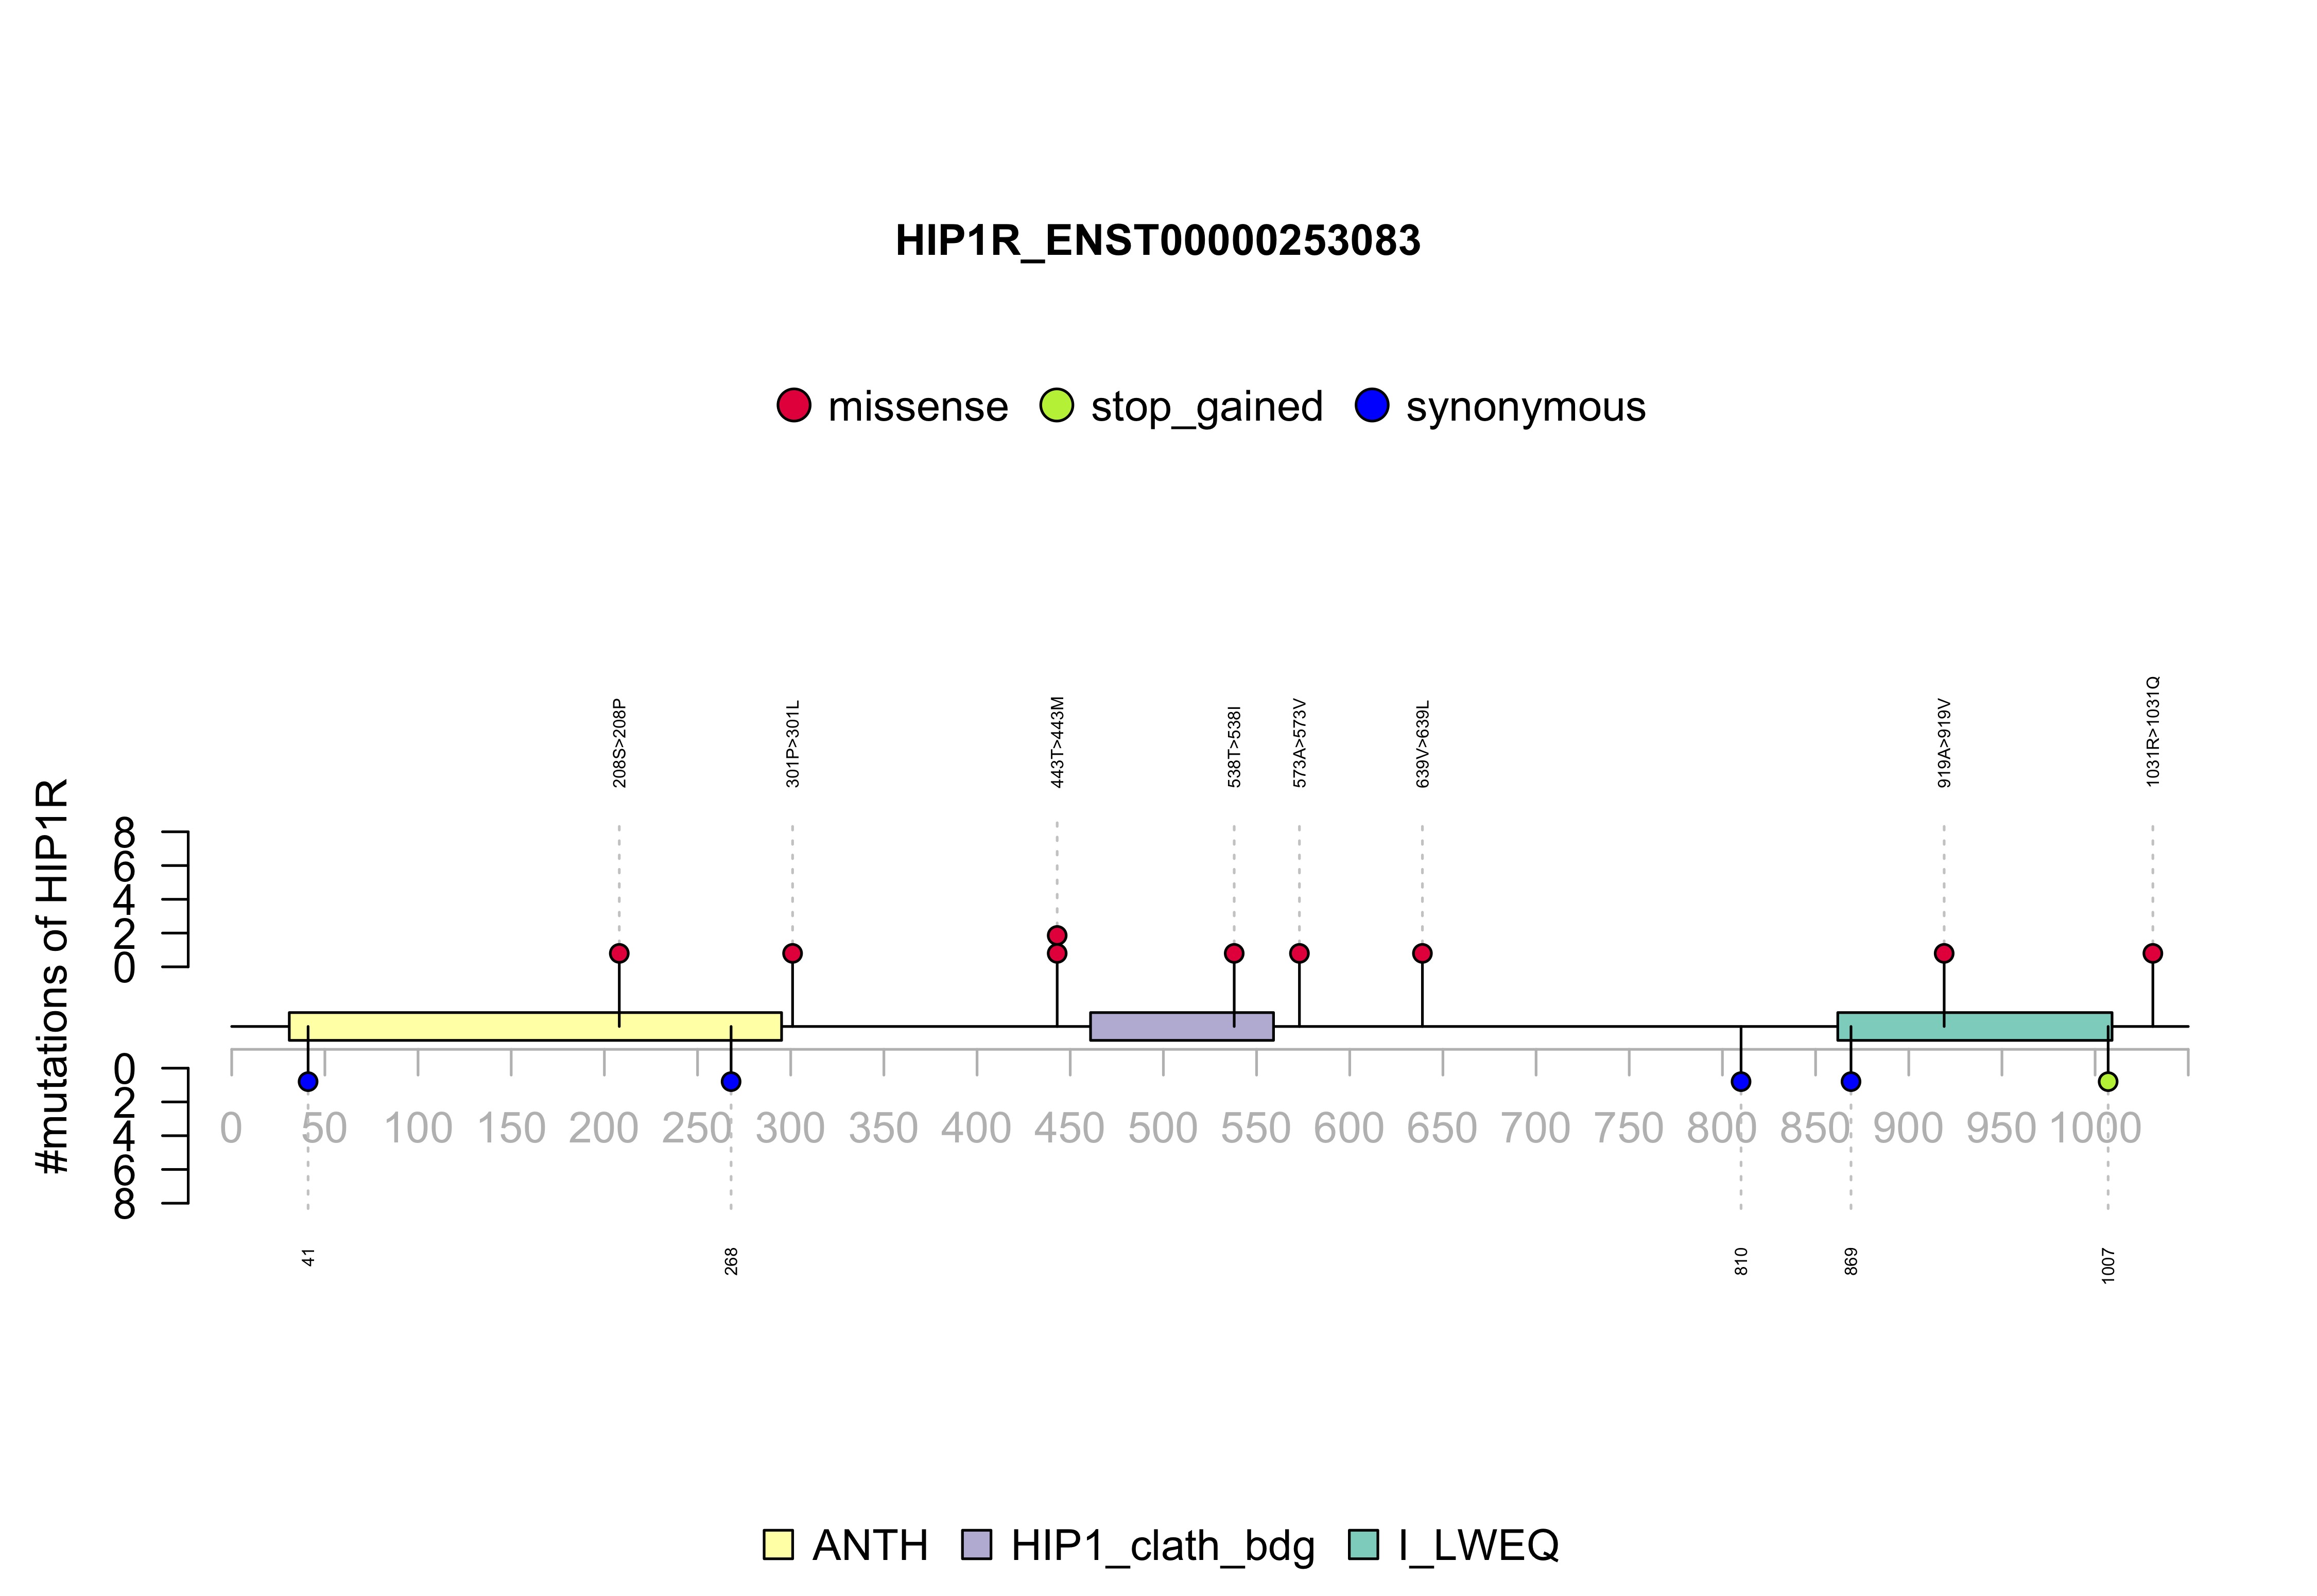 HIP1R_ENST00000253083
missense stop_gained synonymous
208S>208P
301P>301L
443T>443M
538T>538I
573A>573V
639V>639L
919A>919V
1031R>1031Q
#mutations of HIP1R
8
6
4
2
0
0
2
4
6
8
0 50 100 150 200 250 300 350 400 450 500 550 600 650 700 750 800 850 900 950 1000
41
268
810
869
1007
ANTH HIP1_clath_bdg I_LWEQ